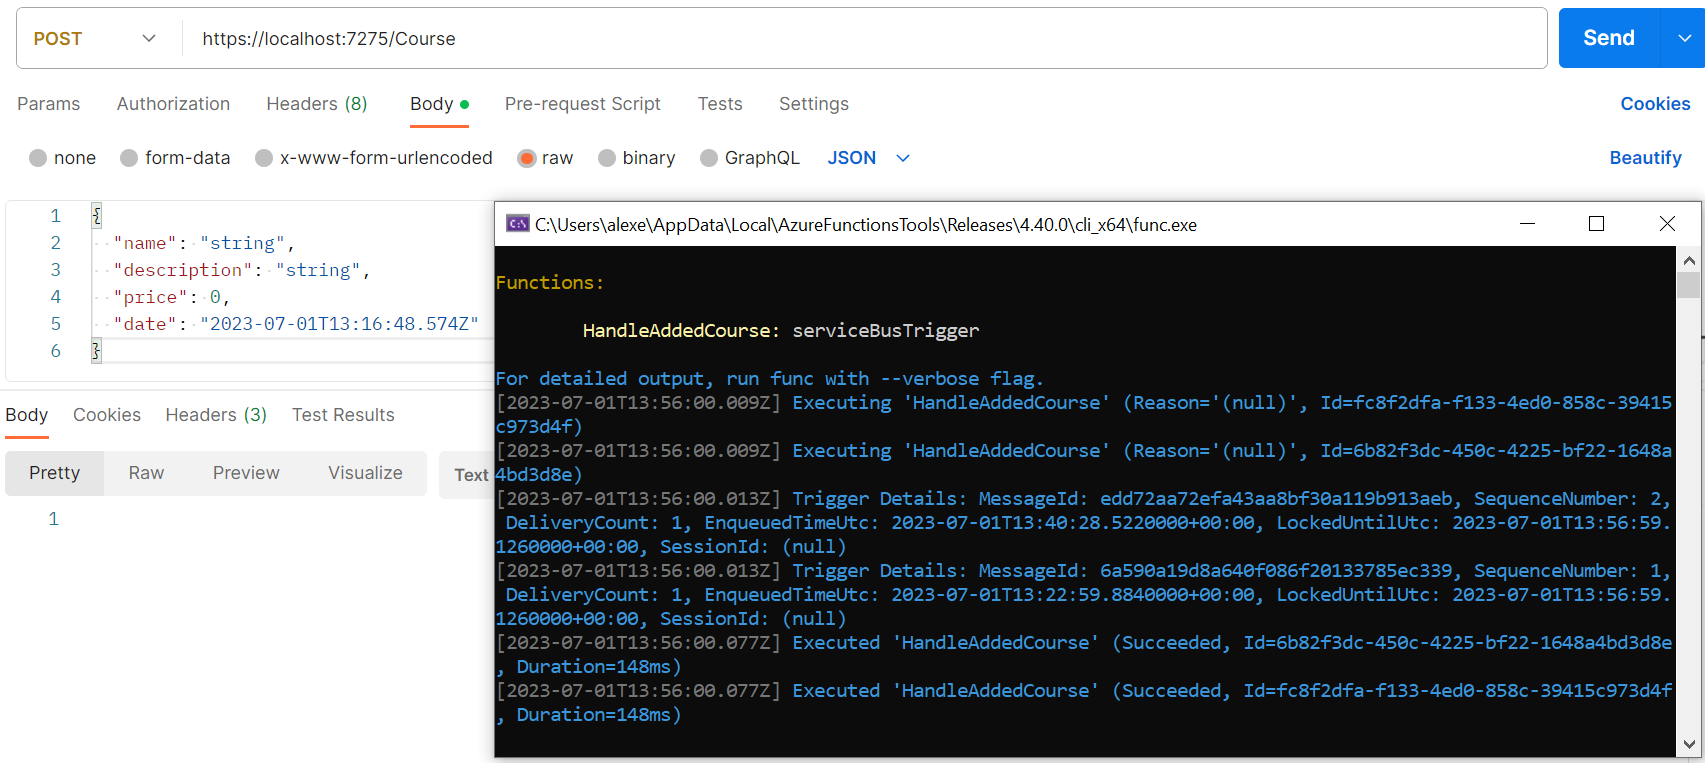 POST https://localhost:7275/Course Send
Params Authorization Headers (8) Body Pre-request Script Tests Settings Cookies
none form-data x-www-form-urlencoded raw binary GraphQL JSON Beautify
1 {
2 "name": "string",
3 "description": "string",
4 "price": 0,
5 "date": "2023-07-01T13:16:48.574Z"
6 }
Body Cookies Headers (3) Test Results
Pretty Raw Preview Visualize Text
1
C:\Users\alexe\AppData\Local\AzureFunctionsTools\Releases\4.40.0\cli_x64\func.exe
Functions:
HandleAddedCourse: serviceBusTrigger
For detailed output, run func with --verbose flag.
[2023-07-01T13:56:00.009Z] Executing 'HandleAddedCourse' (Reason='(null)', Id=fc8f2dfa-f133-4ed0-858c-39415
c973d4f)
[2023-07-01T13:56:00.009Z] Executing 'HandleAddedCourse' (Reason='(null)', Id=6b82f3dc-450c-4225-bf22-1648a
4bd3d8e)
[2023-07-01T13:56:00.013Z] Trigger Details: MessageId: edd72aa72efa43aa8bf30a119b913aeb, SequenceNumber: 2,
DeliveryCount: 1, EnqueuedTimeUtc: 2023-07-01T13:40:28.5220000+00:00, LockedUntilUtc: 2023-07-01T13:56:59.
1260000+00:00, SessionId: (null)
[2023-07-01T13:56:00.013Z] Trigger Details: MessageId: 6a590a19d8a640f086f20133785ec339, SequenceNumber: 1,
DeliveryCount: 1, EnqueuedTimeUtc: 2023-07-01T13:22:59.8840000+00:00, LockedUntilUtc: 2023-07-01T13:56:59.
1260000+00:00, SessionId: (null)
[2023-07-01T13:56:00.077Z] Executed 'HandleAddedCourse' (Succeeded, Id=6b82f3dc-450c-4225-bf22-1648a4bd3d8e
, Duration=148ms)
[2023-07-01T13:56:00.077Z] Executed 'HandleAddedCourse' (Succeeded, Id=fc8f2dfa-f133-4ed0-858c-39415c973d4f
, Duration=148ms)